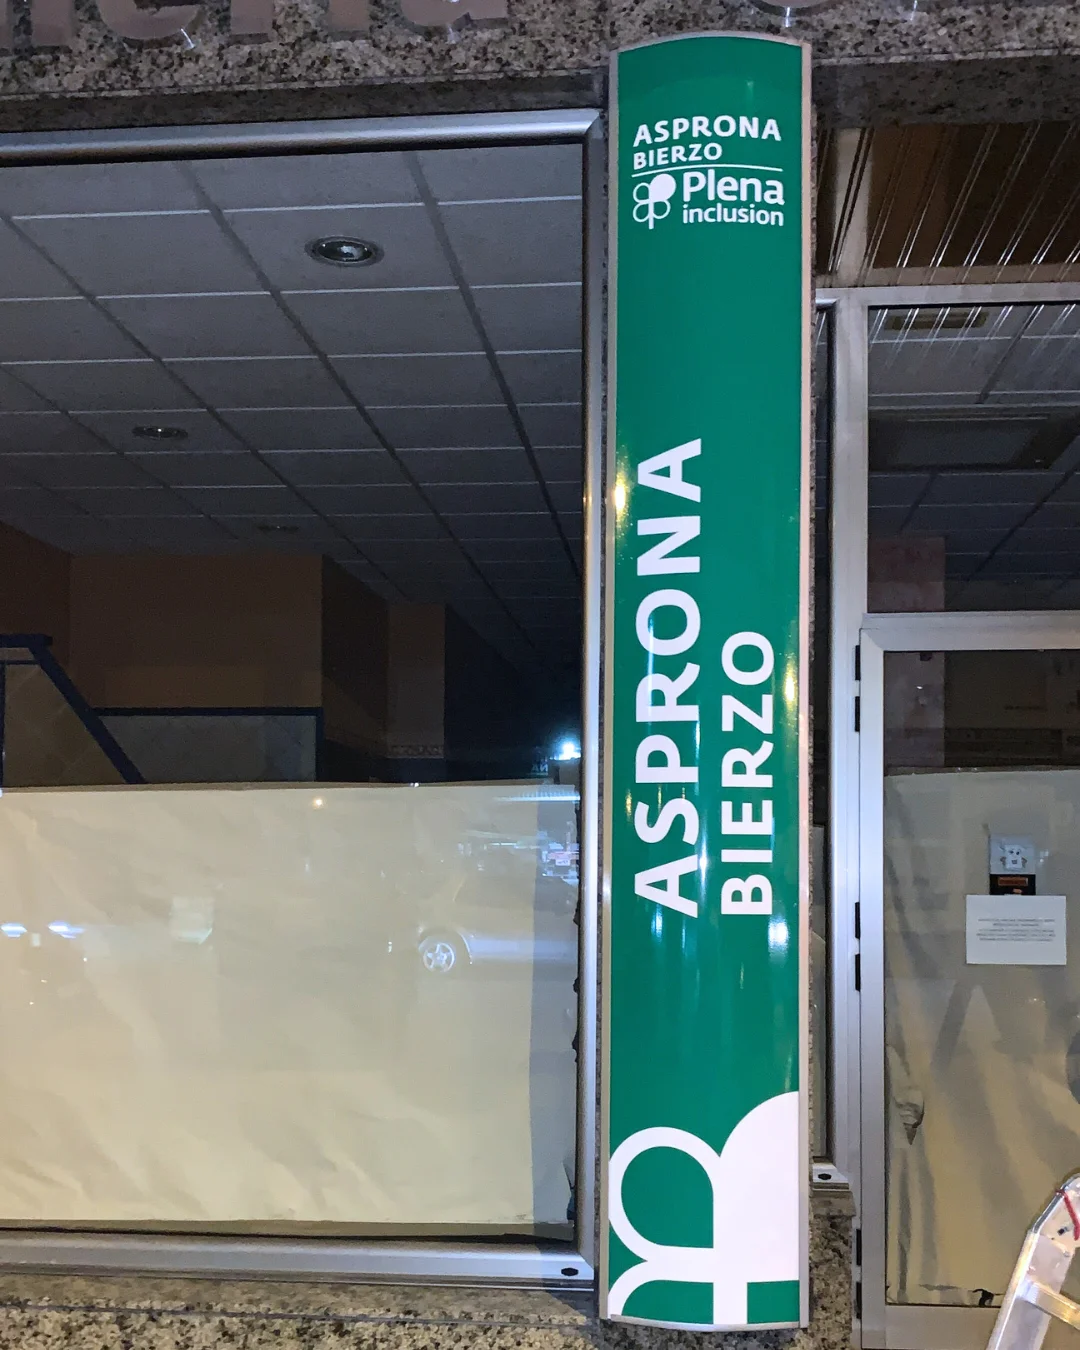 ASPRONA
BIERZO
Plena
inclusion
ASPRONA
BIERZO